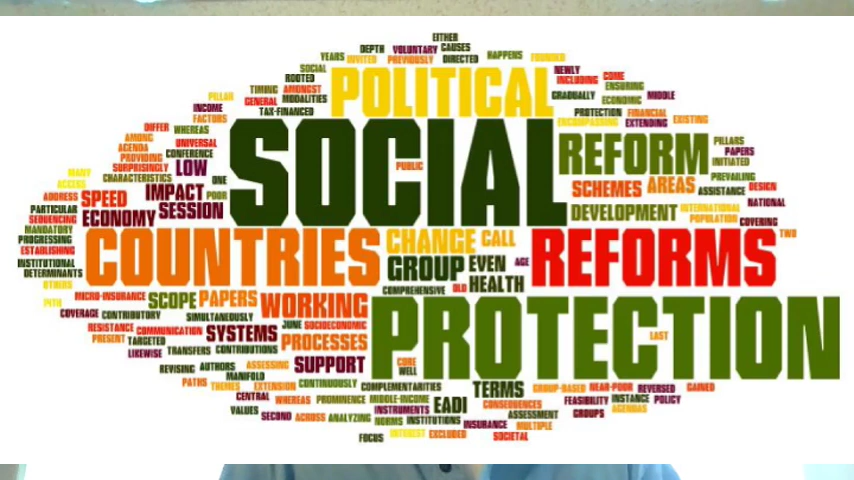 EITHER
DEPTH VOLUNTARY CAUSES
YEARS INVITED PREVIOUSLY DIRECTED HAPPENS FOUNDED
SOCIAL NEWLY
ROOTED POLITICAL INCLUDING COME
PILLAR TIMING AMONGST ENSURING
GENERAL MODALITIES GRADUALLY ECONOMIC MIDDLE
INCOME TAX-FINANCED PROTECTION FINANCIAL
FACTORS ENCOMPASSING EXTENDING EXISTING
DIFFER WHEREAS SOCIAL REFORM PILLARS
AMONG UNIVERSAL PAPERS
AGENDA CONFERENCE INITIATED
PROVIDING LOW PUBLIC
SURPRISINGLY
MANY CHARACTERISTICS ONE PREVAILING
ACCESS IMPACT POOR SCHEMES AREAS ASSISTANCE DESIGN
ADDRESS SPEED NATIONAL
PARTICULAR ECONOMY SESSION DEVELOPMENT INTERNATIONAL
SEQUENCING POPULATION COVERING
MANDATORY
PROGRESSING COUNTRIES CHANGE CALL REFORMS TWO
ESTABLISHING
INSTITUTIONAL GROUP EVEN AGE
DETERMINANTS HEALTH
OTHERS COMPREHENSIVE OLD
MICRO-INSURANCE SCOPE PAPERS WORKING PROTECTION
COVERAGE CONTRIBUTORY SIMULTANEOUSLY
RESISTANCE COMMUNICATION SYSTEMS JUNE SOCIOECONOMIC
PRESENT TARGETED PROCESSES LAST
LIKEWISE TRANSFERS CONTRIBUTIONS
REVISING AUTHORS ASSESSING SUPPORT CORE
MANIFOLD WELL
PATHS THEMES EXTENSION CONTINUOUSLY COMPLEMENTARITIES TERMS GROUP-BASED NEAR-POOR REVERSED GAINED
CENTRAL WHEREAS PROMINENCE MIDDLE-INCOME EADI CONSEQUENCES FEASIBILITY INSTANCE POLICY
VALUES SECOND ACROSS ANALYZING INSTRUMENTS ASSESSMENT GROUPS AGENDAS
NORMS INSTITUTIONS INSURANCE MULTIPLE
FOCUS INTEREST EXCLUDED SOCIETAL